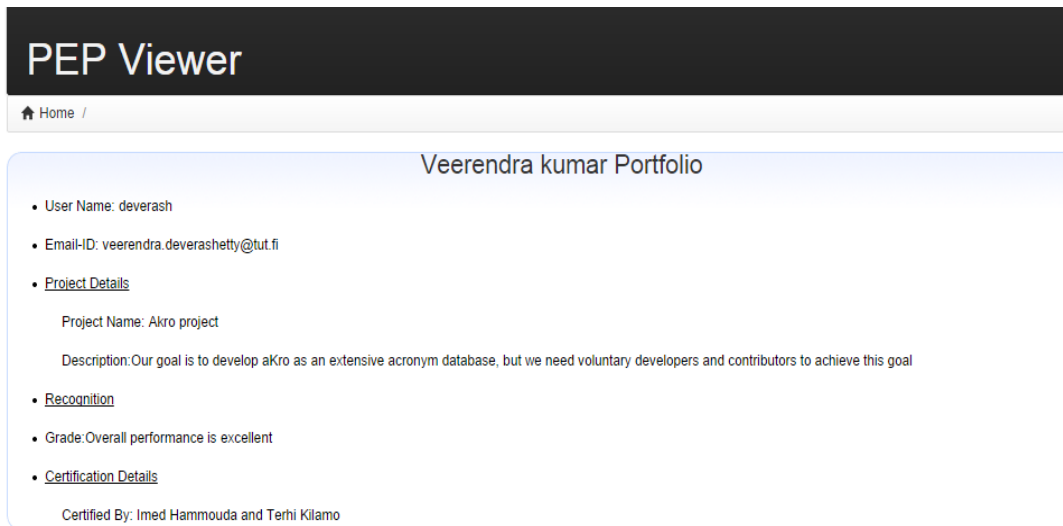 PEP Viewer
Home /
Veerendra kumar Portfolio
• User Name: deverash
• Email-ID: veerendra.deverashetty@tut.fi
• Project Details
Project Name: Akro project
Description:Our goal is to develop aKro as an extensive acronym database, but we need voluntary developers and contributors to achieve this goal
• Recognition
• Grade:Overall performance is excellent
• Certification Details
Certified By: Imed Hammouda and Terhi Kilamo